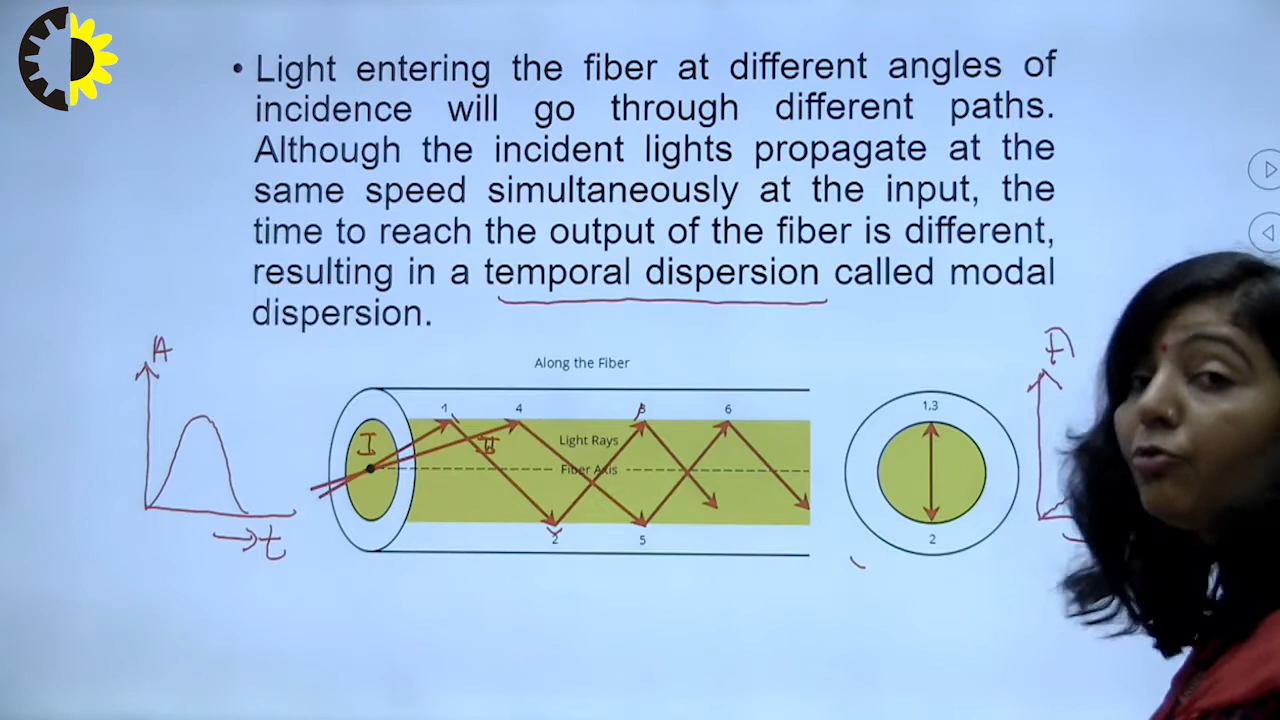 • Light entering the fiber at different angles of
incidence will go through different paths.
Although the incident lights propagate at the
same speed simultaneously at the input, the
time to reach the output of the fiber is different,
resulting in a temporal dispersion called modal
dispersion.
A
A
Along the Fiber
1 4 3 6
1,3
I
II
Light Rays
Fiber Axis
2 5
2
t